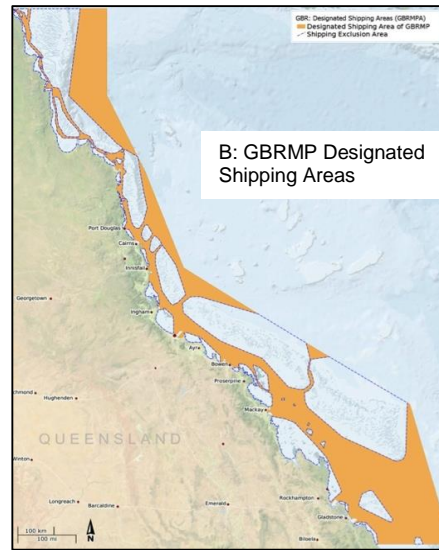 GBR: Designated Shipping Areas (GBRMPA)
Designated Shipping Area of GBRMP
Shipping Exclusion Area
B: GBRMP Designated
Shipping Areas
Port Douglas
Cairns
Innisfail
Georgetown
Ingham
Ayr
Bowen
Proserpine
Richmond
Hughenden
Mackay
QUEENSLAND
Winton
Longreach
Barcaldine
Emerald
Rockhampton
Gladstone
Biloela
100 km
100 mi
N